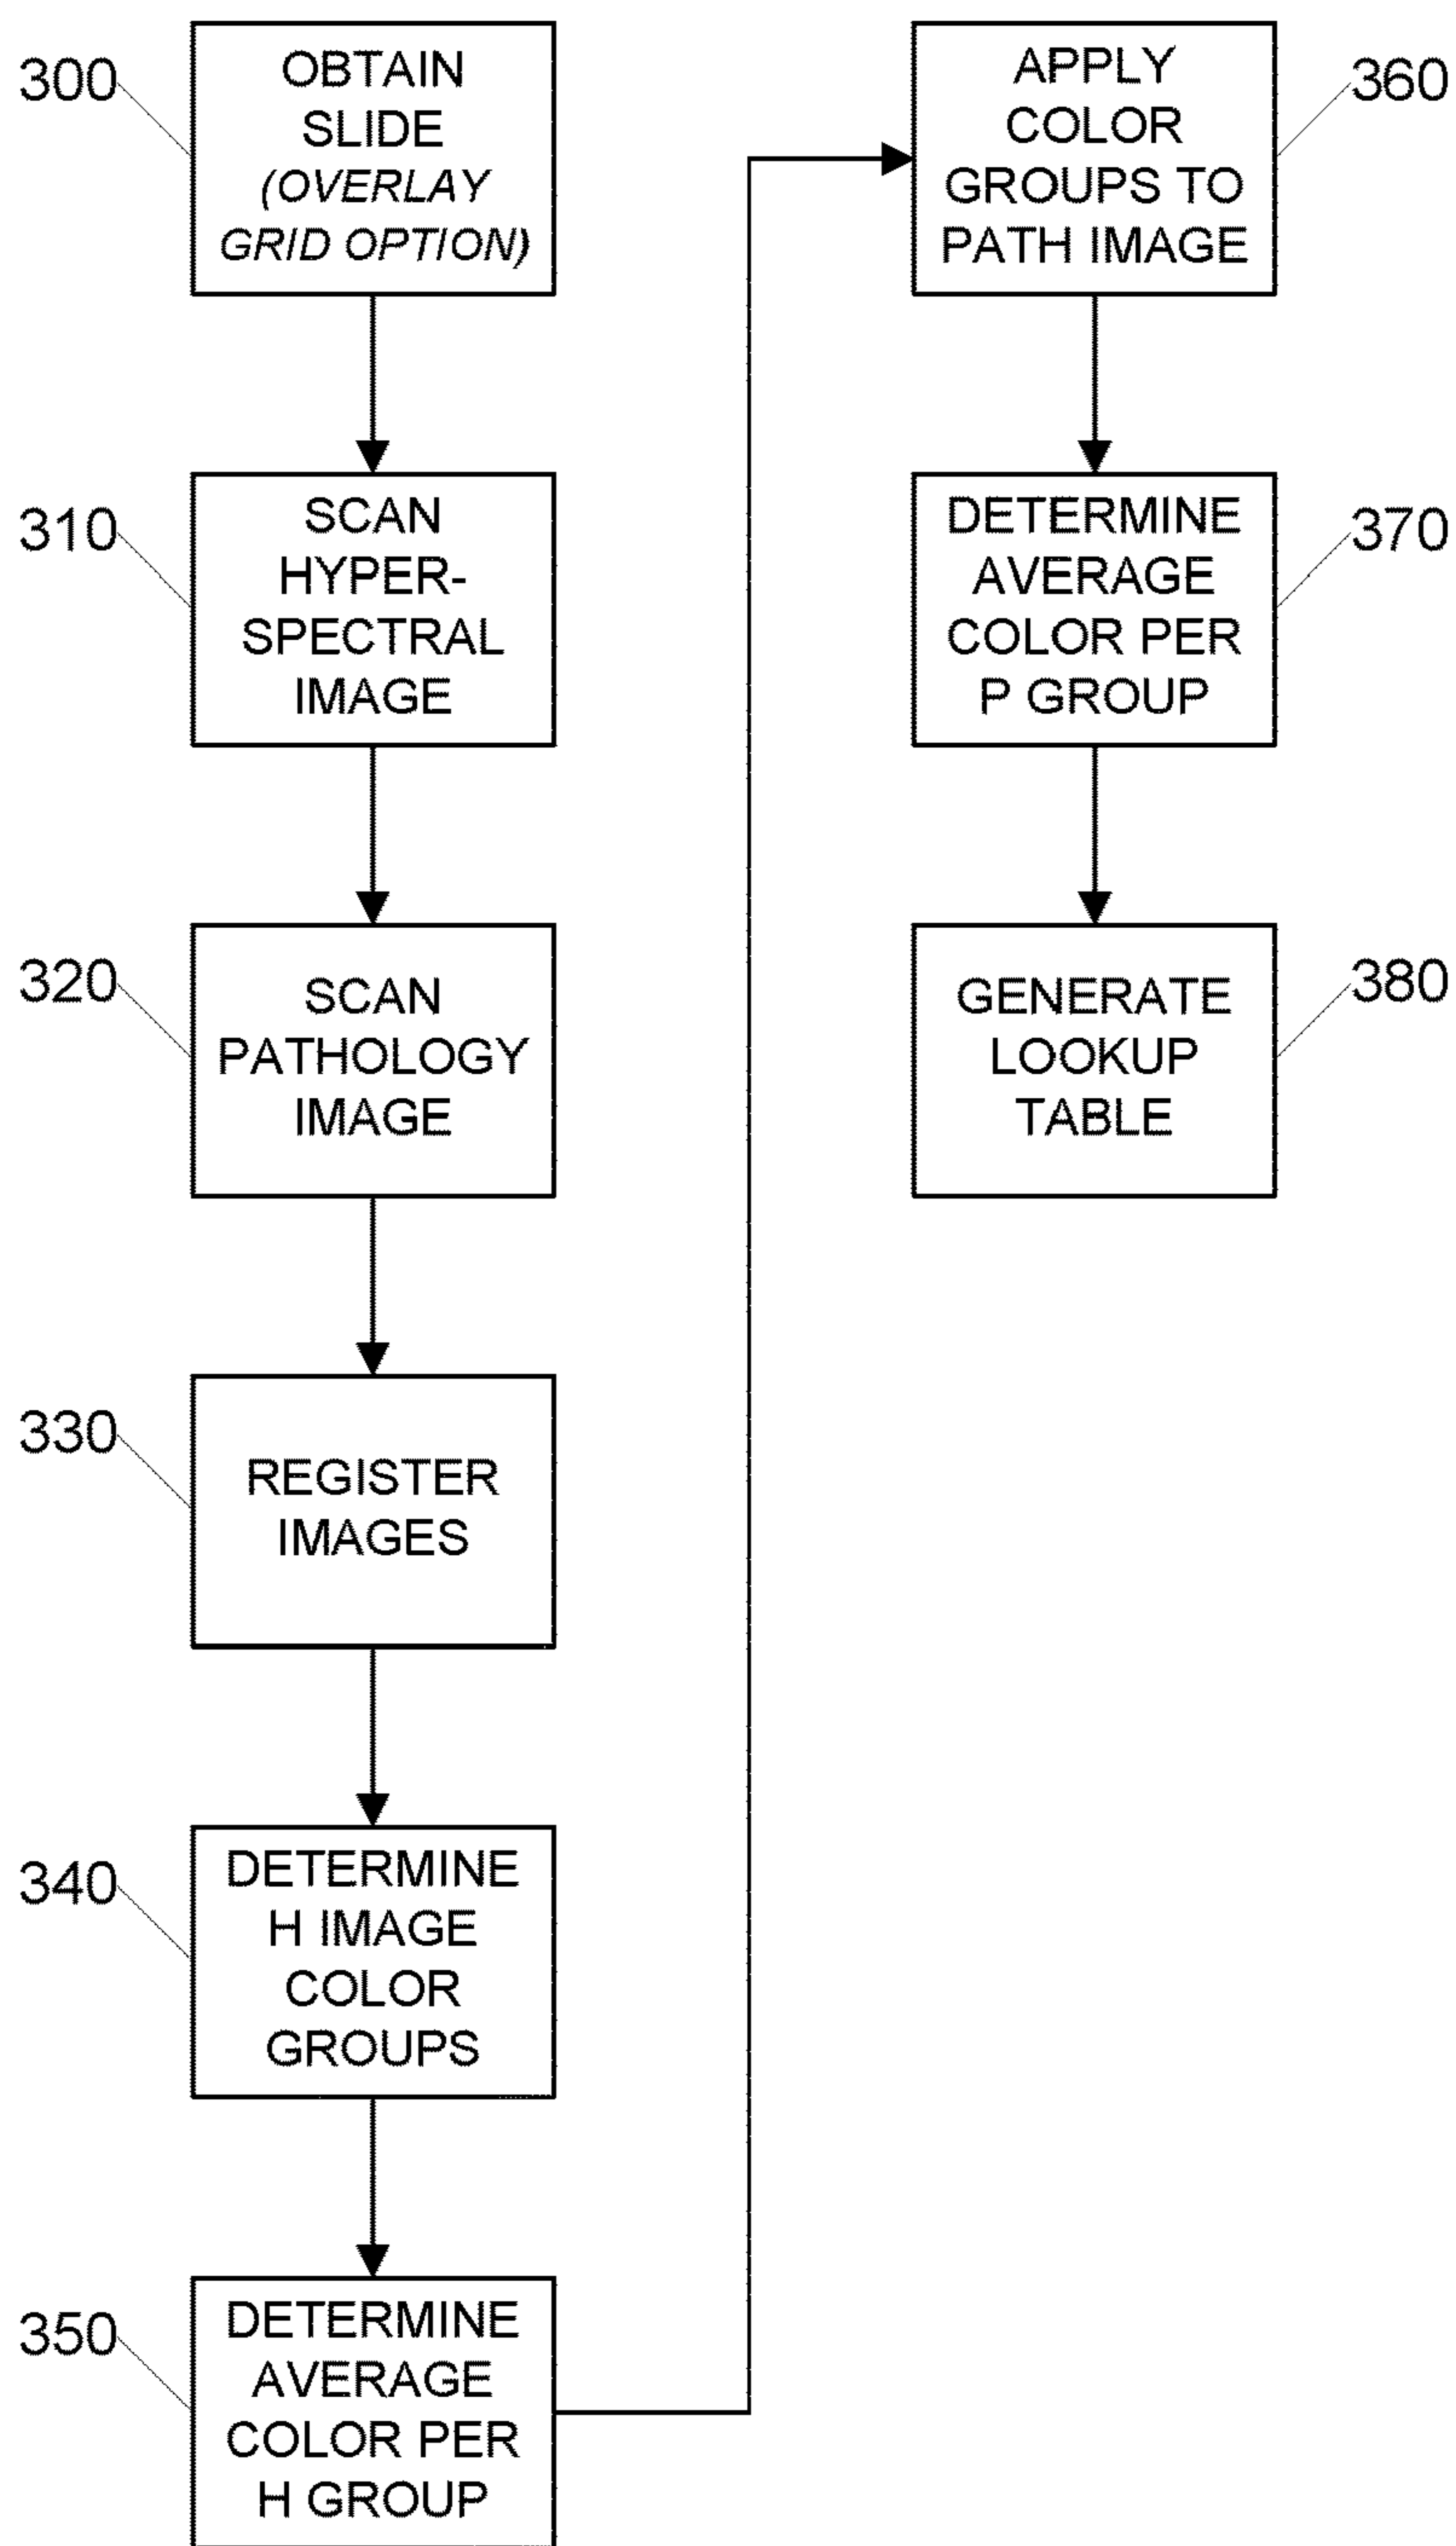 300
OBTAIN
SLIDE
(OVERLAY
GRID OPTION)
310
SCAN
HYPER-
SPECTRAL
IMAGE
320
SCAN
PATHOLOGY
IMAGE
330
REGISTER
IMAGES
340
DETERMINE
H IMAGE
COLOR
GROUPS
350
DETERMINE
AVERAGE
COLOR PER
H GROUP
360
APPLY
COLOR
GROUPS TO
PATH IMAGE
370
DETERMINE
AVERAGE
COLOR PER
P GROUP
380
GENERATE
LOOKUP
TABLE